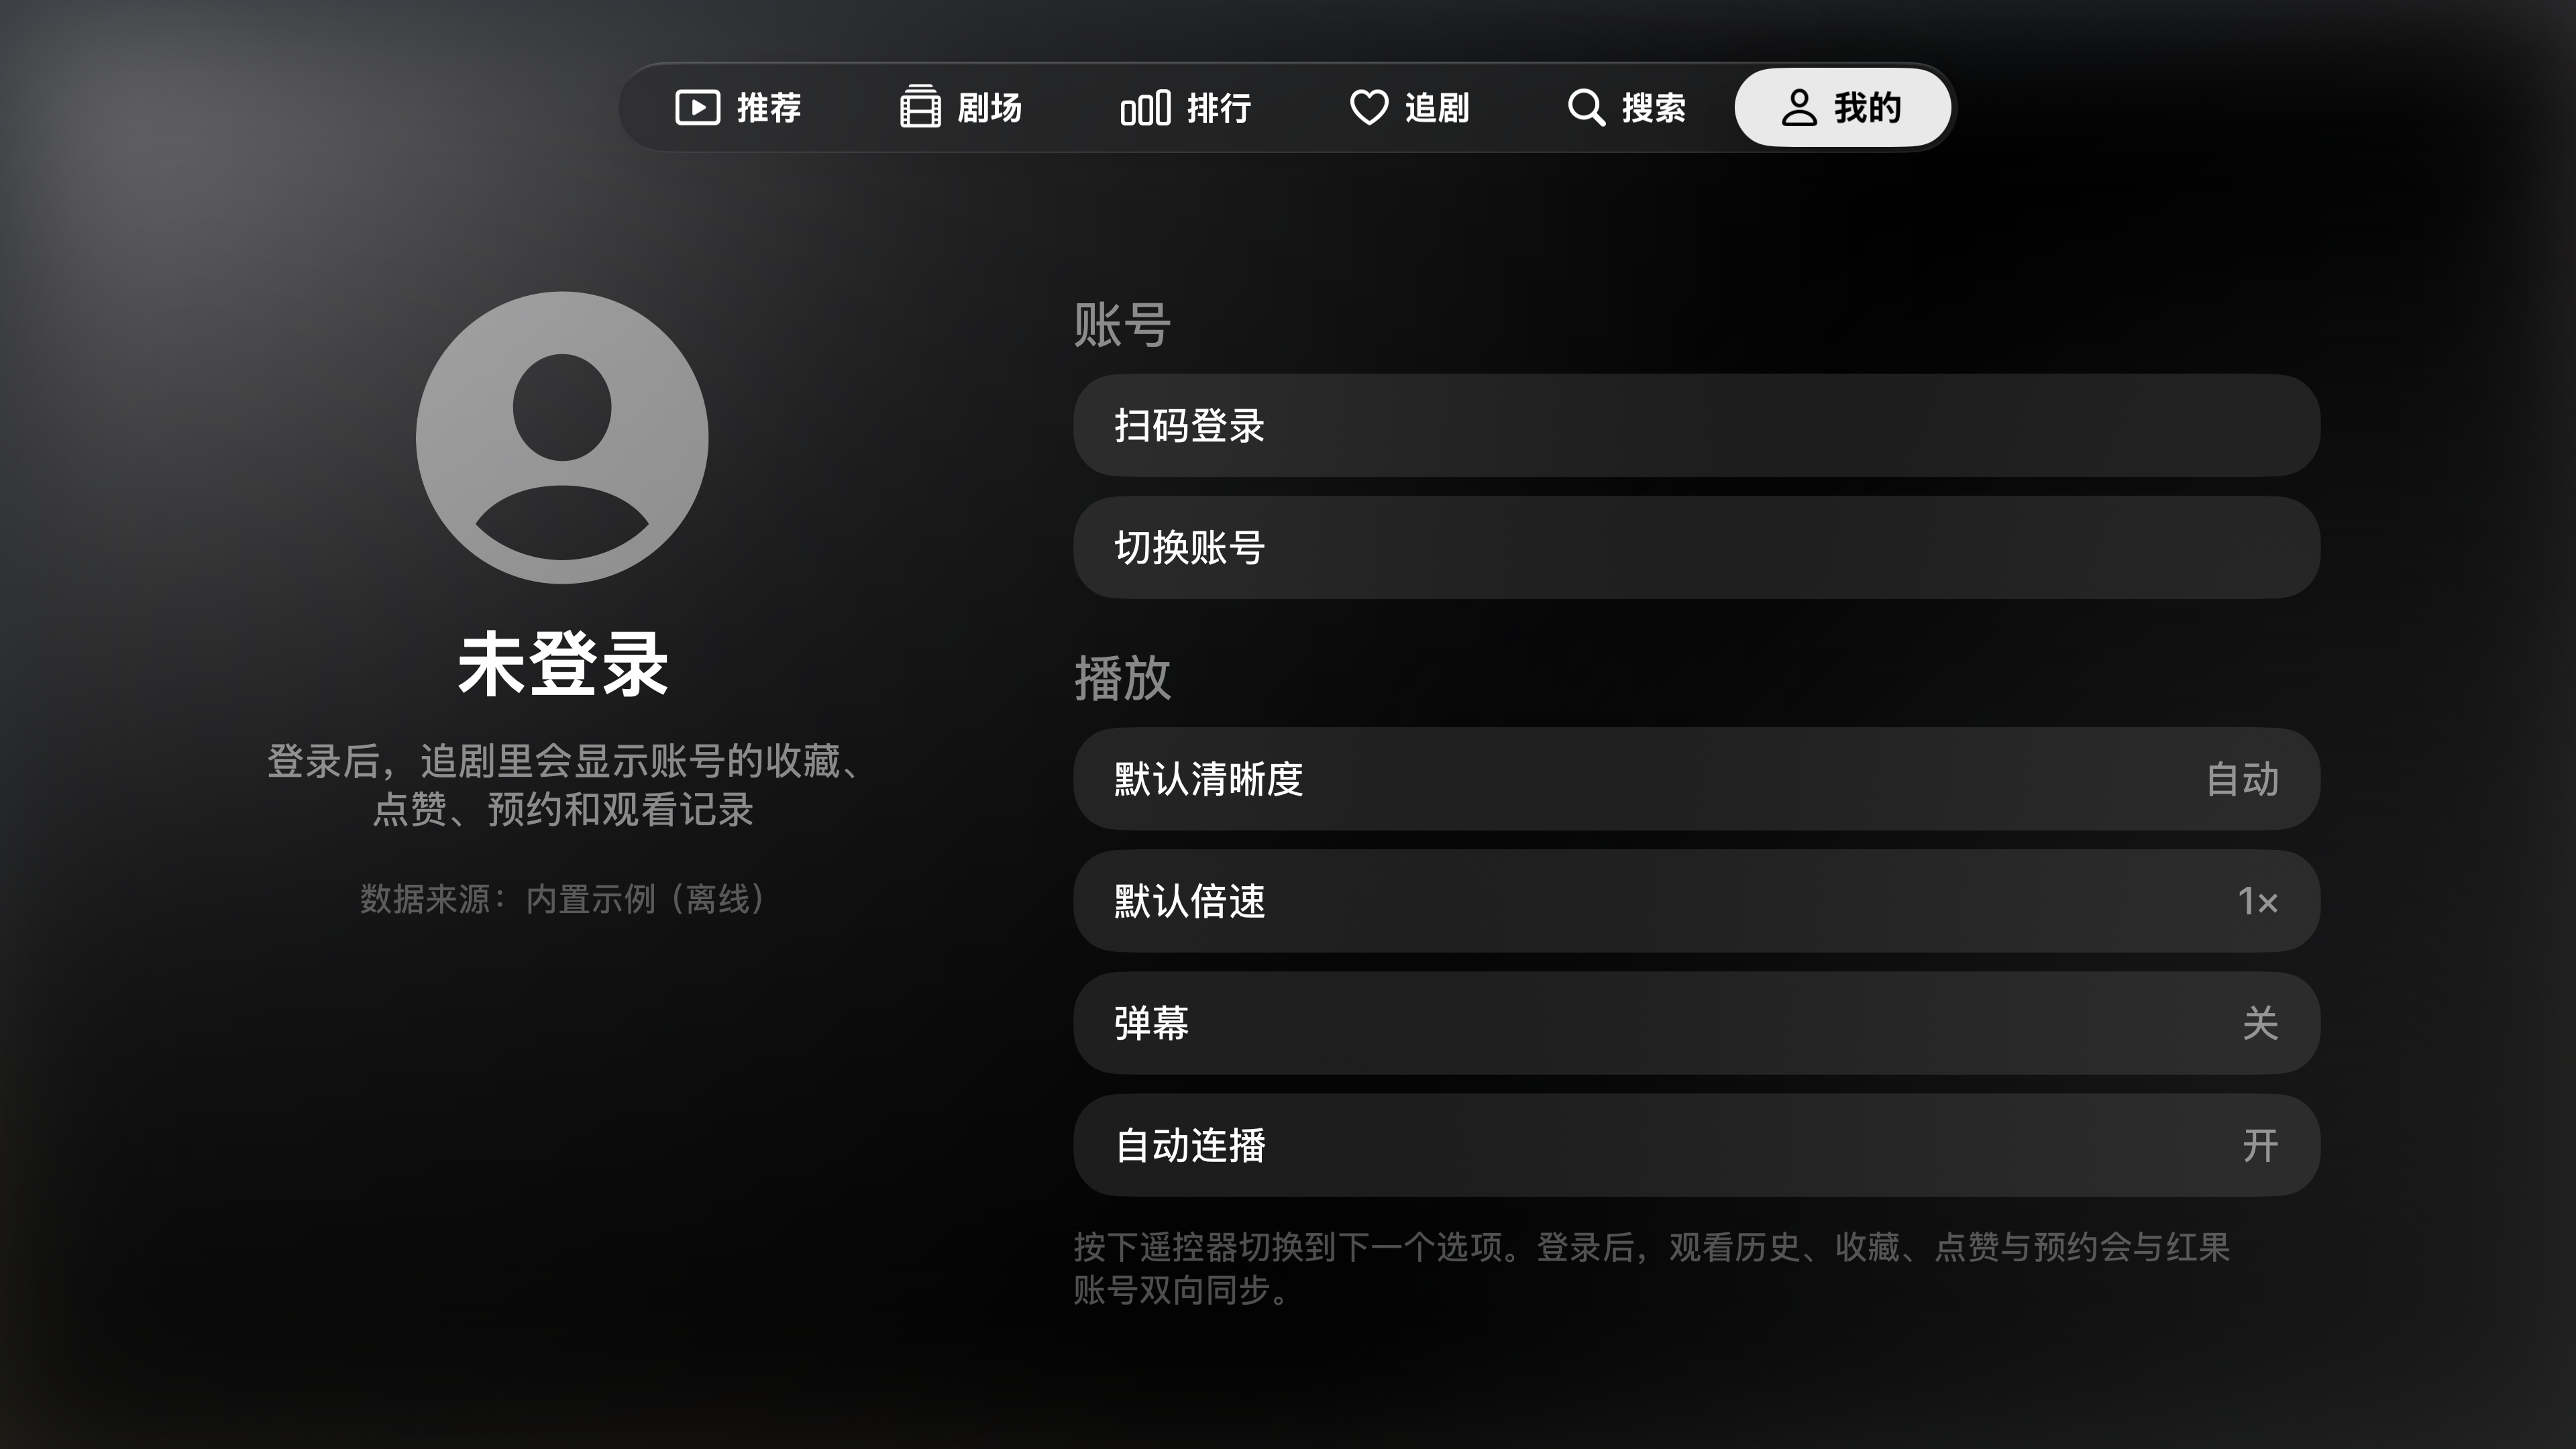 推荐
剧场
排行
追剧
搜索
我的
未登录
登录后，追剧里会显示账号的收藏、
点赞、预约和观看记录
数据来源：内置示例（离线）
账号
扫码登录
切换账号
播放
默认清晰度 自动
默认倍速 1×
弹幕 关
自动连播 开
按下遥控器切换到下一个选项。登录后，观看历史、收藏、点赞与预约会与红果
账号双向同步。